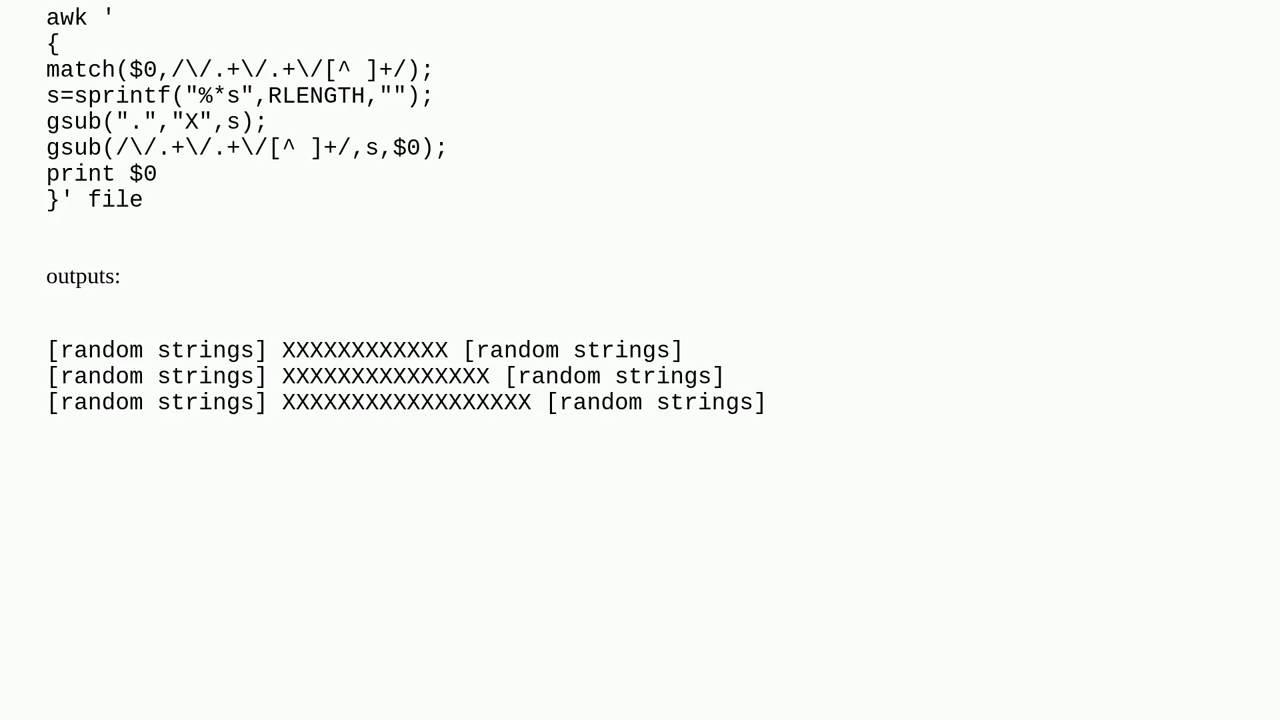 awk '
{
match($0,/\/.+\/.+\/[^ ]+/);
s=sprintf("%*s",RLENGTH,"");
gsub(".","X",s);
gsub(/\/.+\/.+\/[^ ]+/,s,$0);
print $0
}' file
outputs:
[random strings] XXXXXXXXXXXX [random strings]
[random strings] XXXXXXXXXXXXXXX [random strings]
[random strings] XXXXXXXXXXXXXXXXXX [random strings]